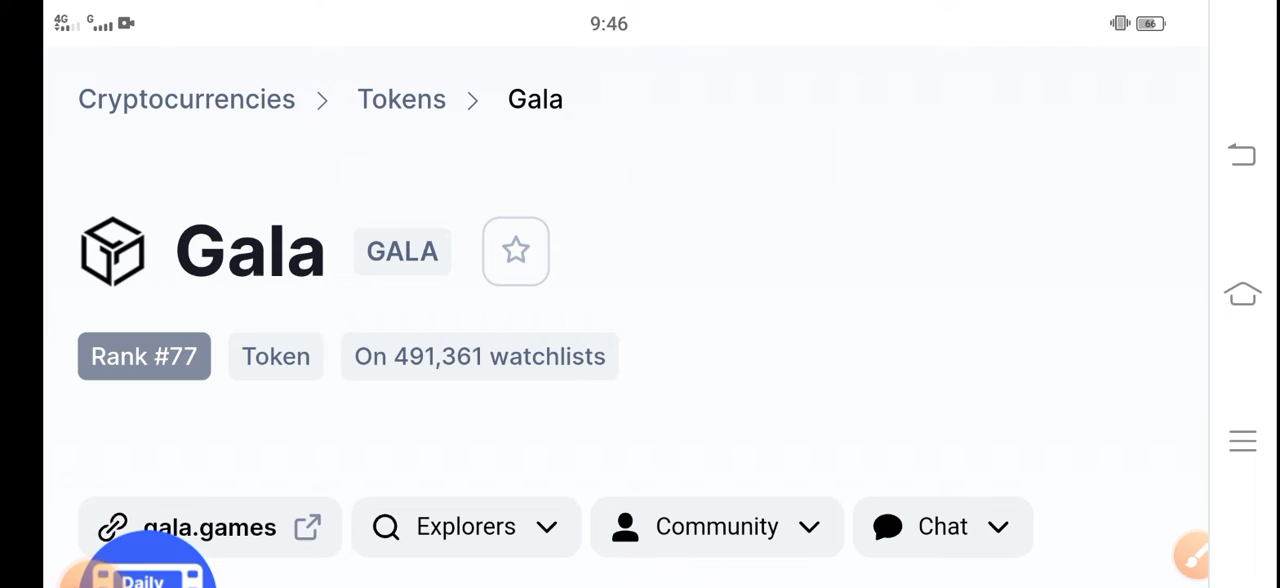 4G G 9:46 66
Cryptocurrencies > Tokens > Gala
Gala GALA
Rank #77 Token On 491,361 watchlists
gala.games Explorers Community Chat
Daily